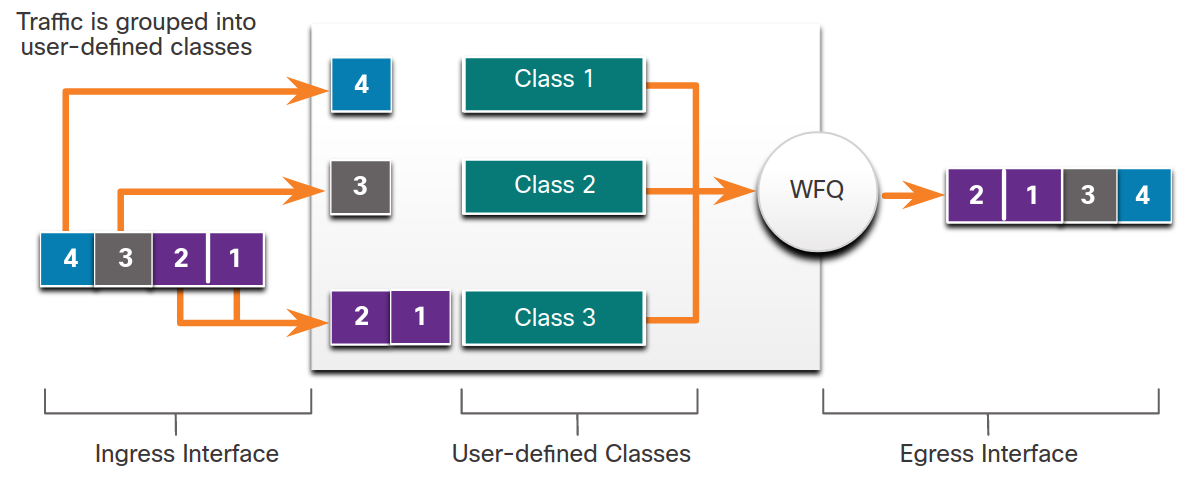 Traffic is grouped into
user-defined classes
4
Class 1
3
Class 2
WFQ
2 1 3 4
4 3 2 1
2 1
Class 3
Ingress Interface
User-defined Classes
Egress Interface